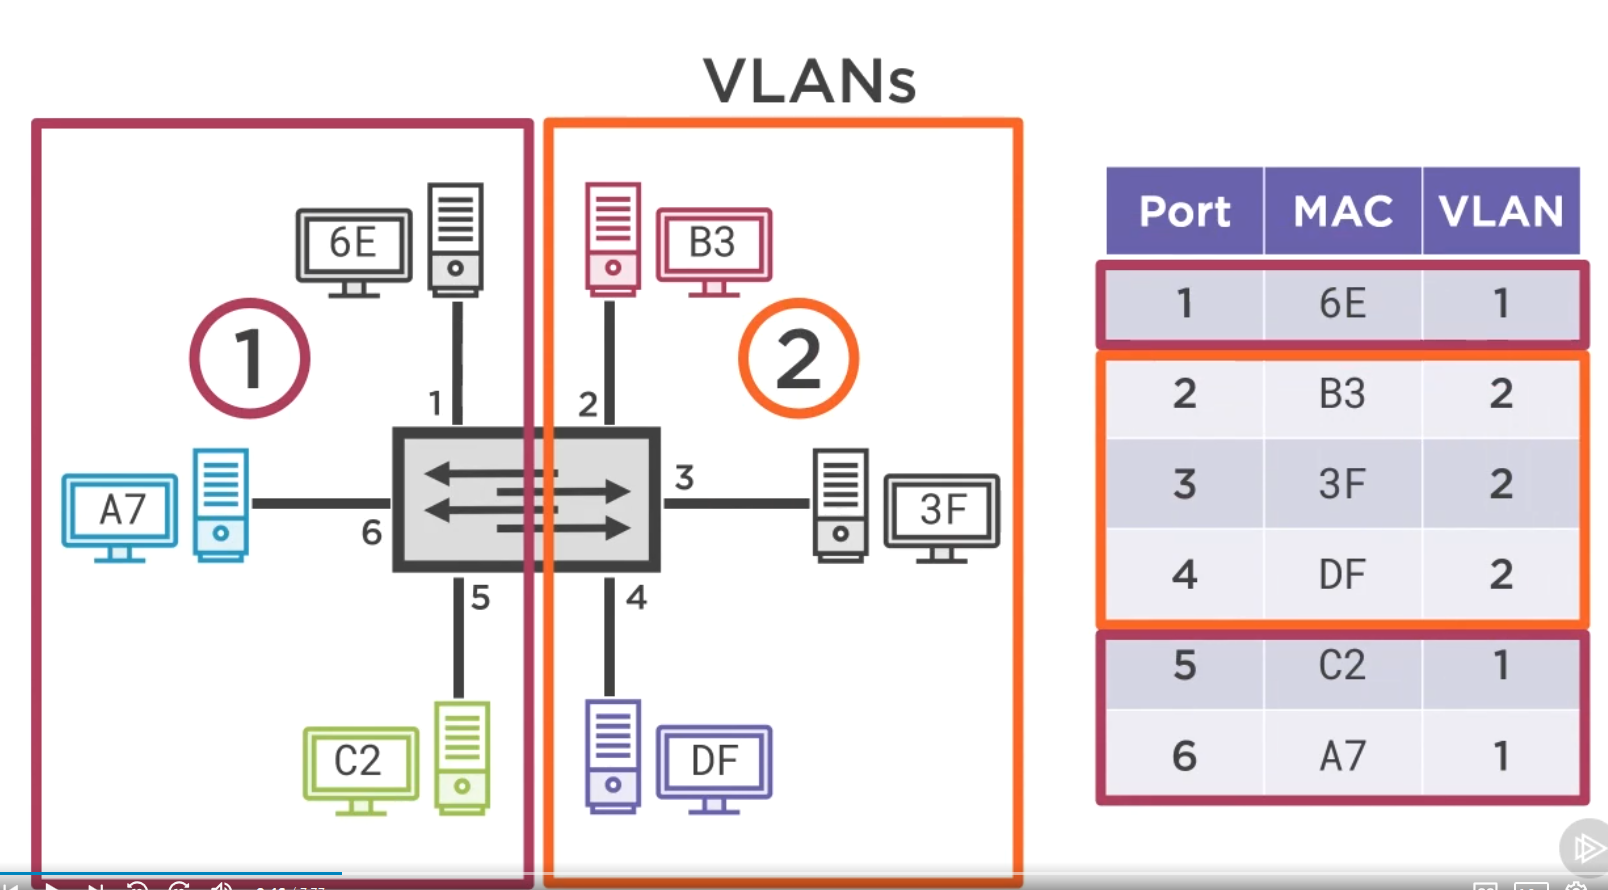 VLANs
6E
B3
1
2
1
2
A7
6
3
3F
5
4
C2
DF
Port MAC VLAN
1 6E 1
2 B3 2
3 3F 2
4 DF 2
5 C2 1
6 A7 1